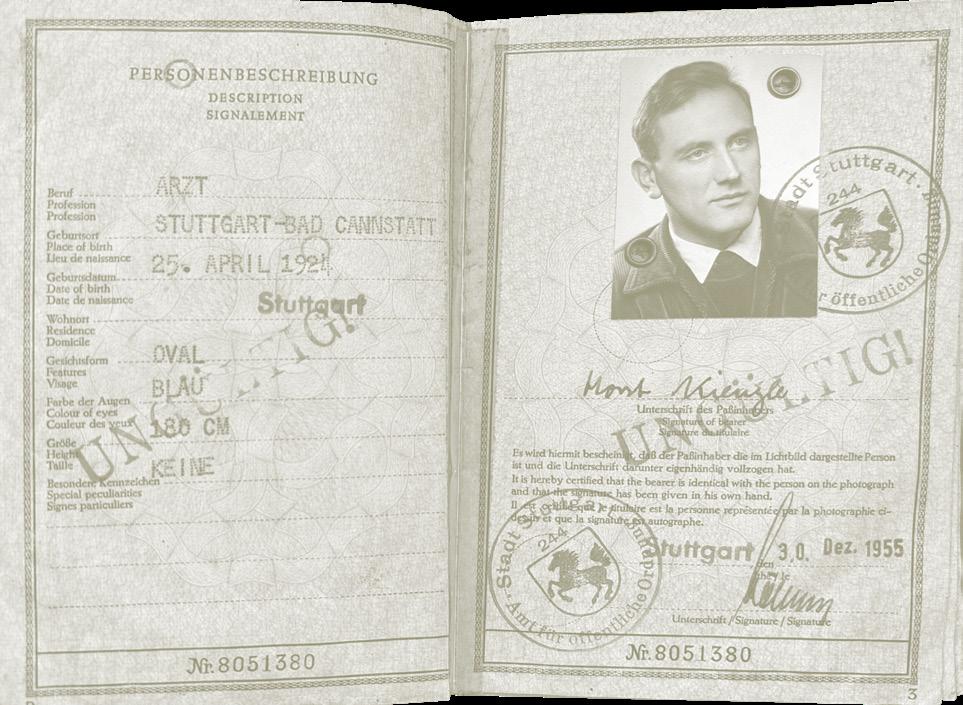 PERSONENBESCHREIBUNG
DESCRIPTION
SIGNALEMENT
Beruf
Profession
Profession
ARZT
Geburtsort
Place of birth
Lieu de naissance
STUTTGART-BAD CANNSTATT
Geburtsdatum
Date of birth
Date de naissance
25. APRIL 1924
Wohnort
Residence
Domicile
Stuttgart
Gesichtsform
Features
Visage
OVAL
Farbe der Augen
Colour of eyes
Couleur des yeux
BLAU
Größe
Height
Taille
180 CM
Besondere Kennzeichen
Special peculiarities
Signes particuliers
KEINE
UNGÜLTIG!
Nr. 8051380
Stadt Stuttgart
244
für öffentliche
Horst Kienzle
Unterschrift des Paßinhabers
Signature of bearer
Signature du titulaire
UNGÜLTIG!
Es wird hiermit bescheinigt, daß der Paßinhaber die im Lichtbild dargestellte Person
ist und die Unterschrift darunter eigenhändig vollzogen hat.
It is hereby certified that the bearer is identical with the person on the photograph
and that the signature has been given in his own hand.
Il est certifié que le titulaire est la personne représentée par la photographie ci-
dessus et que la signature est autographe.
Stadt Stuttgart
244
Amt für öffentliche
Stuttgart
den
the/le
30. Dez. 1955
Unterschrift/Signature/Signature
Nr. 8051380
3